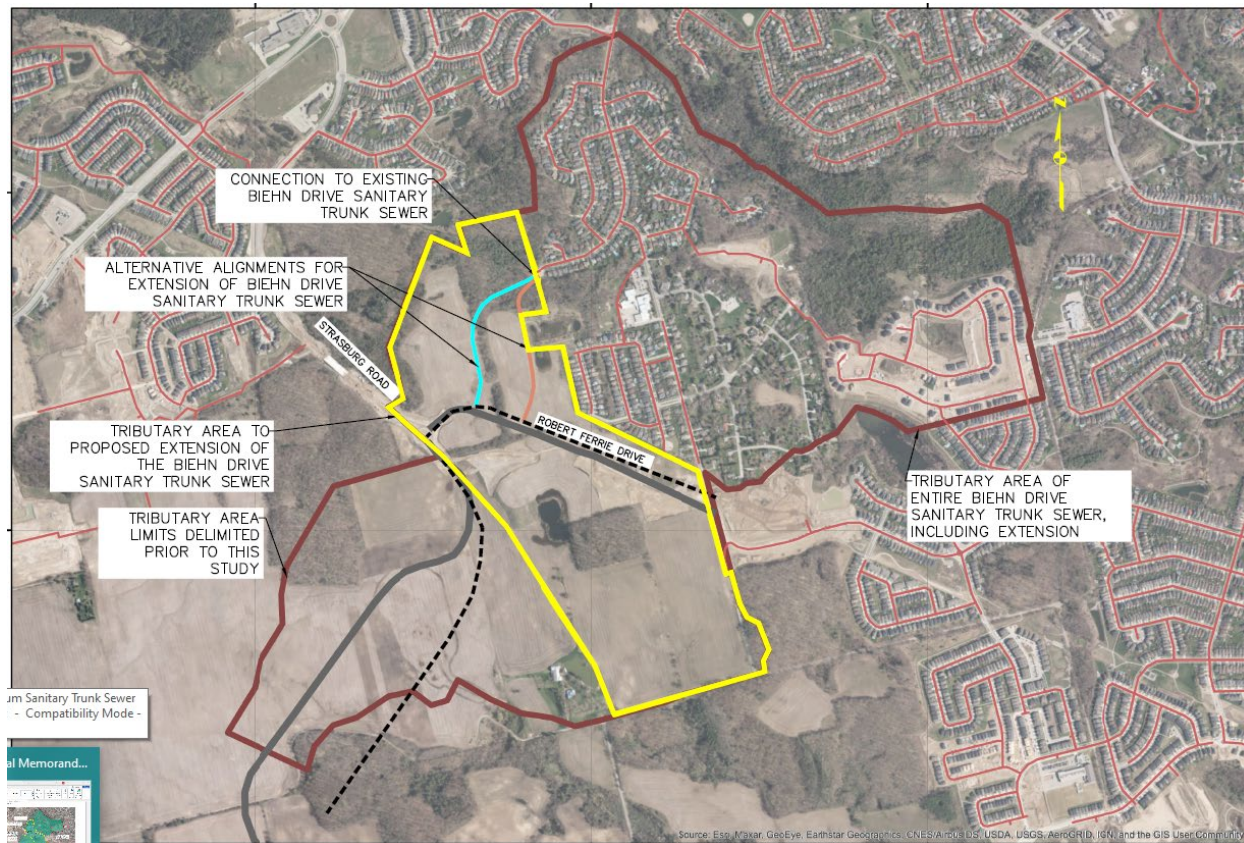 CONNECTION TO EXISTING
BIEHN DRIVE SANITARY
TRUNK SEWER
ALTERNATIVE ALIGNMENTS FOR
EXTENSION OF BIEHN DRIVE
SANITARY TRUNK SEWER
STRASBURG ROAD
TRIBUTARY AREA TO
PROPOSED EXTENSION OF
THE BIEHN DRIVE
SANITARY TRUNK SEWER
ROBERT FERRIE DRIVE
TRIBUTARY AREA
LIMITS DELIMITED
PRIOR TO THIS
STUDY
TRIBUTARY AREA OF
ENTIRE BIEHN DRIVE
SANITARY TRUNK SEWER,
INCLUDING EXTENSION
um Sanitary Trunk Sewer
- Compatibility Mode -
al Memorand...
Source: Esri, Maxar, GeoEye, Earthstar Geographics, CNES/Airbus DS, USDA, USGS, AeroGRID, IGN, and the GIS User Community